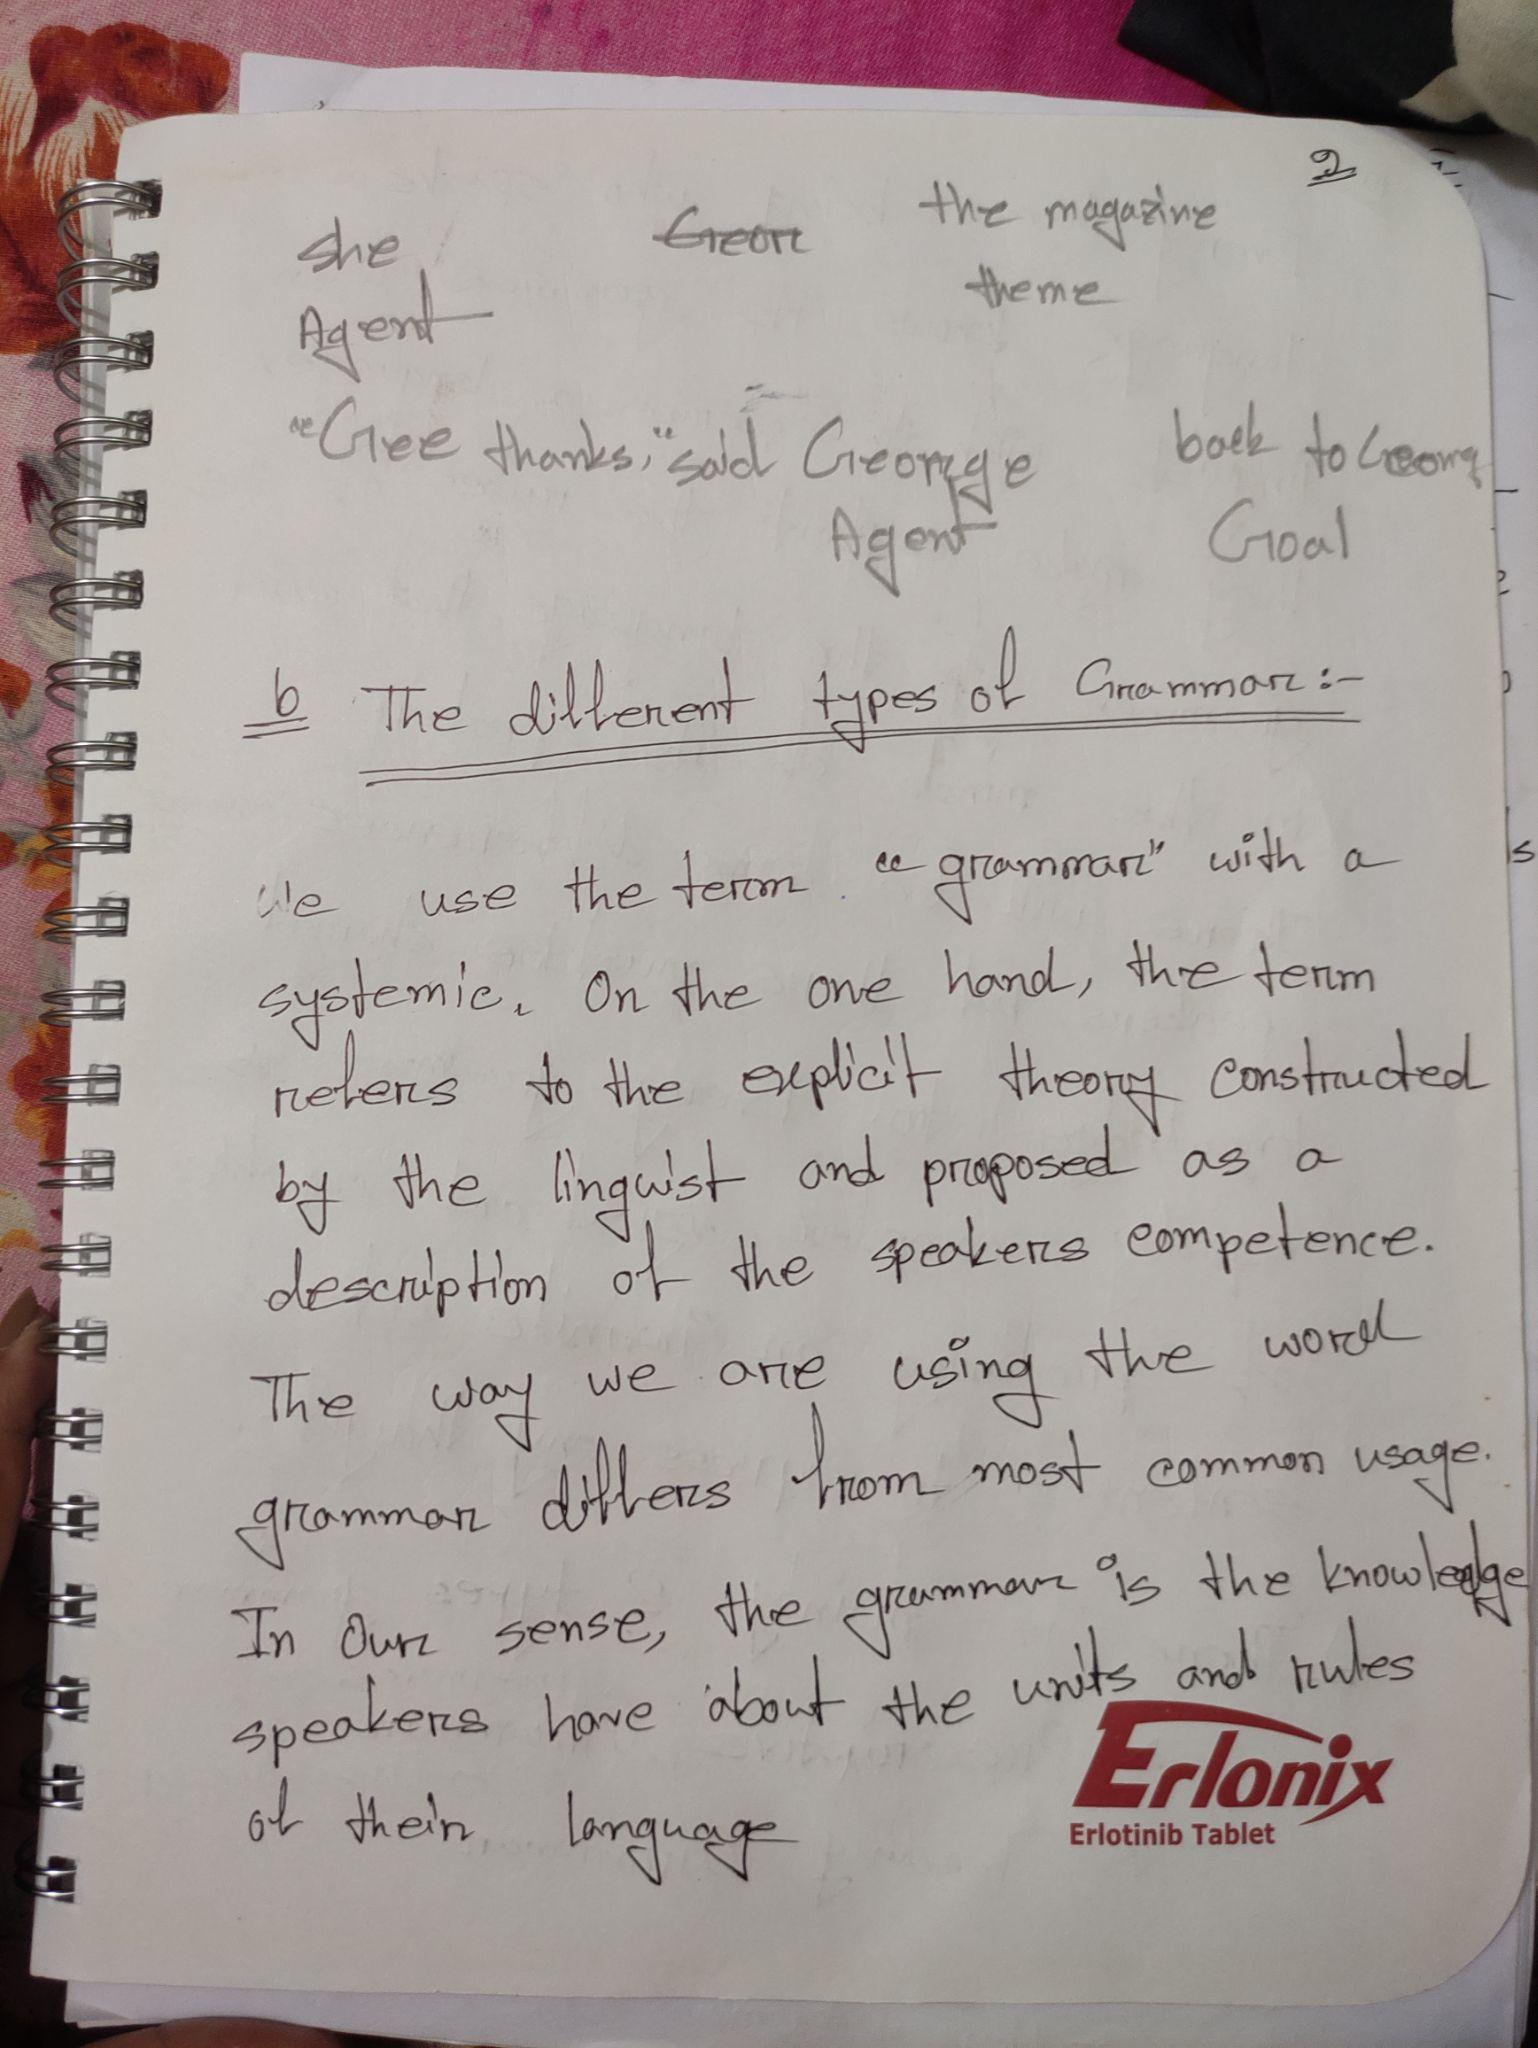 2
she ~~Geor~~ the magazine
Agent theme
"Gee thanks," said George back to Georg
Agent Goal
b The different types of Grammar:-
We use the term "grammar" with a
systemic. On the one hand, the term
refers to the explicit theory constructed
by the linguist and proposed as a
description of the speakers competence.
The way we are using the word
grammar differs from most common usage.
In our sense, the grammar is the knowledge
speakers have about the units and rules
of their language
Erlonix
Erlotinib Tablet